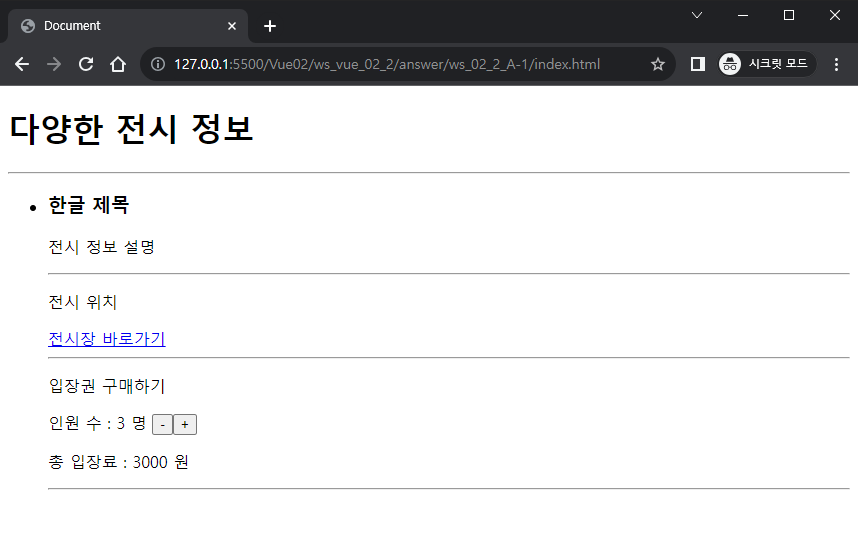 Document
127.0.0.1:5500/Vue02/ws_vue_02_2/answer/ws_02_2_A-1/index.html
시크릿 모드
다양한 전시 정보
한글 제목
전시 정보 설명
전시 위치
전시장 바로가기
입장권 구매하기
인원 수 : 3 명 - +
총 입장료 : 3000 원